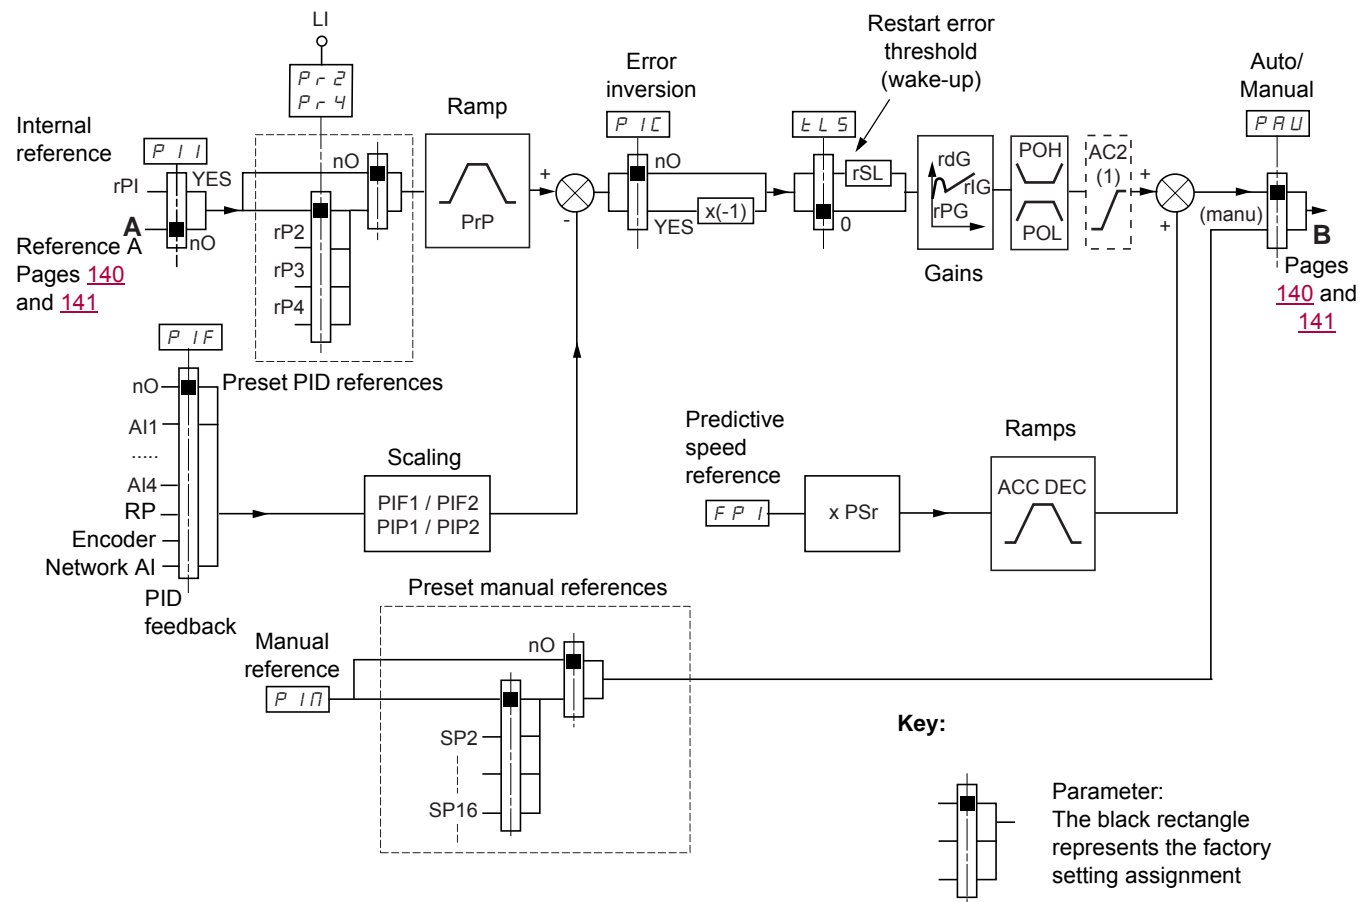 LI
Pr2
Pr4
Restart error
threshold
(wake-up)
Error
inversion
Auto/
Manual
Ramp
Internal
reference
PII
PIC
tLS
PAU
rPI
YES
nO
A
nO
Reference A
Pages 140
and 141
rP2
rP3
rP4
PrP
+
-
nO
YES
x(-1)
rSL
0
rdG
rIG
rPG
Gains
POH
POL
AC2
(1)
+
+
(manu)
B
Pages
140 and
141
PIF
Preset PID references
nO
AI1
.....
AI4
RP
Encoder
Network AI
PID
feedback
Scaling
PIF1 / PIF2
PIP1 / PIP2
Predictive
speed
reference
FPI
x PSr
Ramps
ACC DEC
Preset manual references
Manual
reference
PIM
nO
SP2
SP16
Key:
Parameter:
The black rectangle
represents the factory
setting assignment